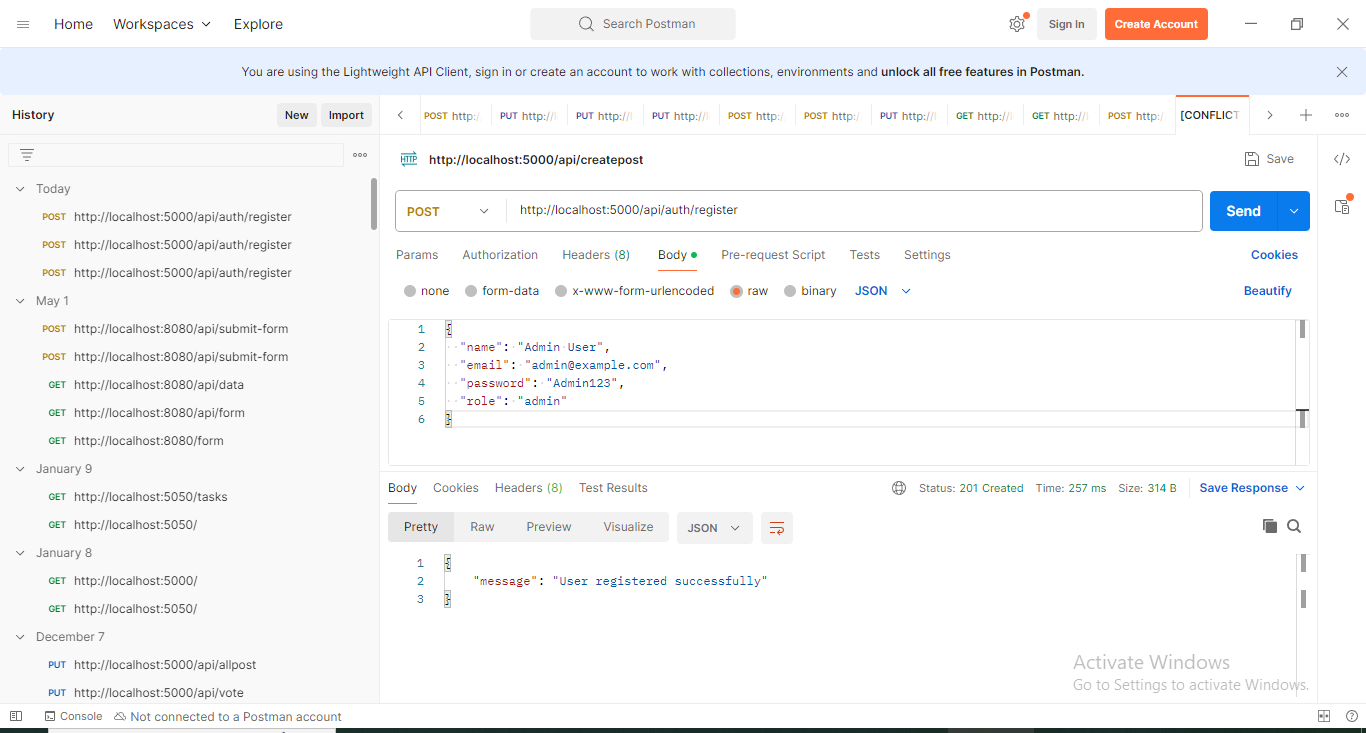 Home Workspaces Explore Search Postman Sign In Create Account
You are using the Lightweight API Client, sign in or create an account to work with collections, environments and unlock all free features in Postman.
History New Import
POST http:/ PUT http://l PUT http://l PUT http://l POST http:/ POST http:/ PUT http://l GET http://l GET http://l POST http:/ [CONFLICT
Today
POST http://localhost:5000/api/auth/register
POST http://localhost:5000/api/auth/register
POST http://localhost:5000/api/auth/register
May 1
POST http://localhost:8080/api/submit-form
POST http://localhost:8080/api/submit-form
GET http://localhost:8080/api/data
GET http://localhost:8080/api/form
GET http://localhost:8080/form
January 9
GET http://localhost:5050/tasks
GET http://localhost:5050/
January 8
GET http://localhost:5000/
GET http://localhost:5050/
December 7
PUT http://localhost:5000/api/allpost
PUT http://localhost:5000/api/vote
HTTP http://localhost:5000/api/createpost Save
POST http://localhost:5000/api/auth/register Send
Params Authorization Headers (8) Body Pre-request Script Tests Settings Cookies
none form-data x-www-form-urlencoded raw binary JSON Beautify
1 {
2 "name": "Admin User",
3 "email": "admin@example.com",
4 "password": "Admin123",
5 "role": "admin"
6 }
Body Cookies Headers (8) Test Results Status: 201 Created Time: 257 ms Size: 314 B Save Response
Pretty Raw Preview Visualize JSON
1 {
2 "message": "User registered successfully"
3 }
Activate Windows
Go to Settings to activate Windows.
Console Not connected to a Postman account